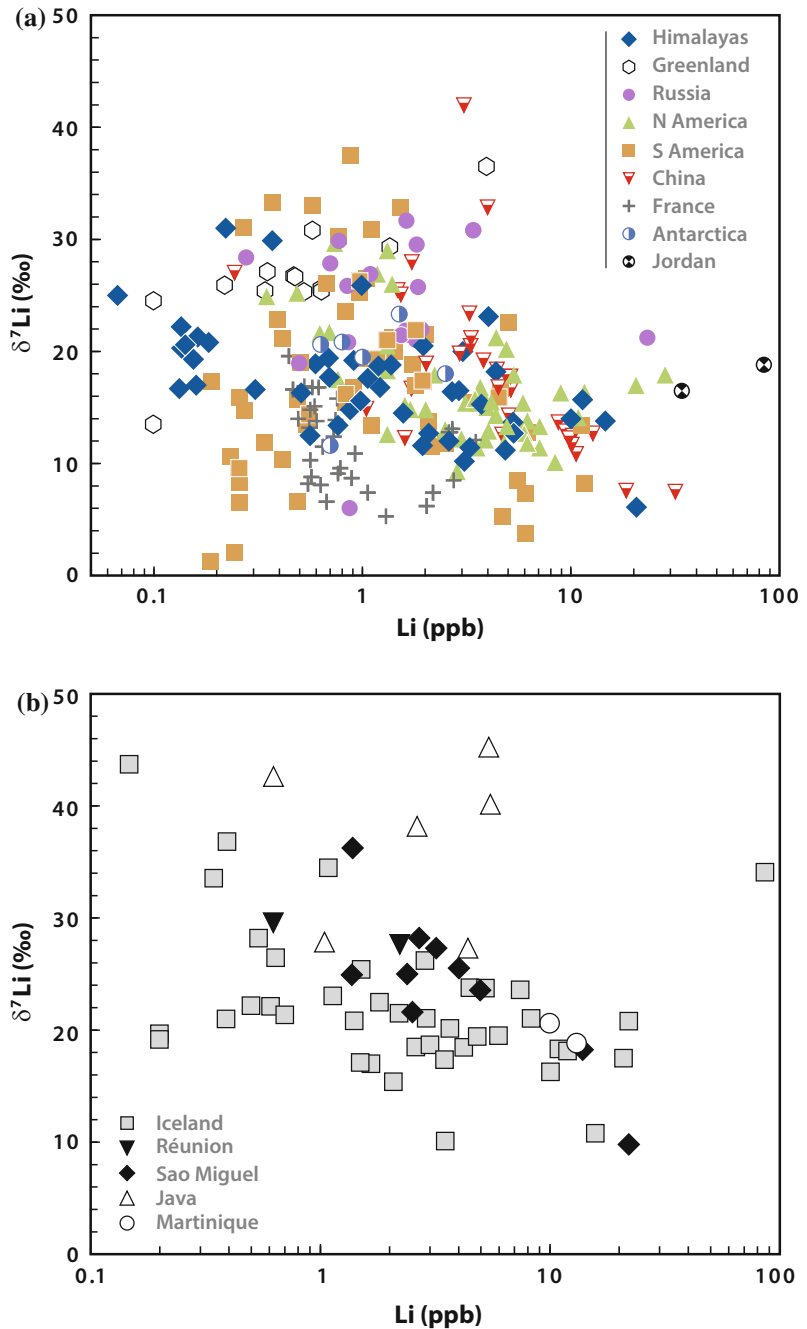 (a)
50
40
30
20
10
0
δ⁷Li (‰)
0.1
1
10
100
Li (ppb)
Himalayas
Greenland
Russia
N America
S America
China
France
Antarctica
Jordan
(b)
50
40
30
20
10
0
δ⁷Li (‰)
Iceland
Réunion
Sao Miguel
Java
Martinique
0.1
1
10
100
Li (ppb)